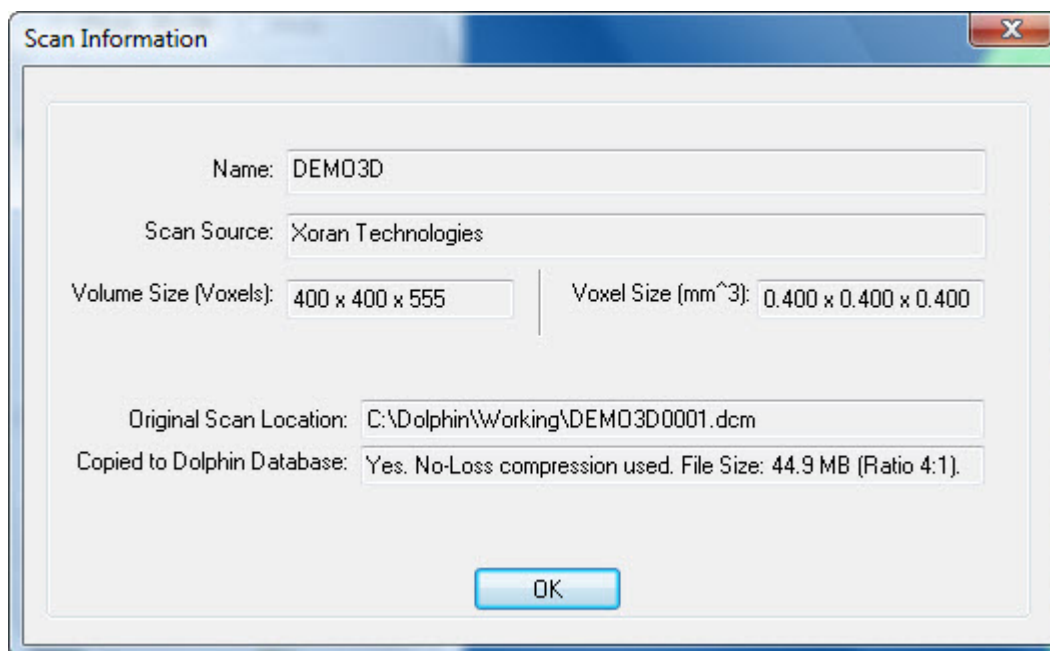 Scan Information
Name: DEMO3D
Scan Source: Xoran Technologies
Volume Size (Voxels): 400 x 400 x 555 Voxel Size (mm^3): 0.400 x 0.400 x 0.400
Original Scan Location: C:\Dolphin\Working\DEMO3D0001.dcm
Copied to Dolphin Database: Yes. No-Loss compression used. File Size: 44.9 MB (Ratio 4:1).
OK